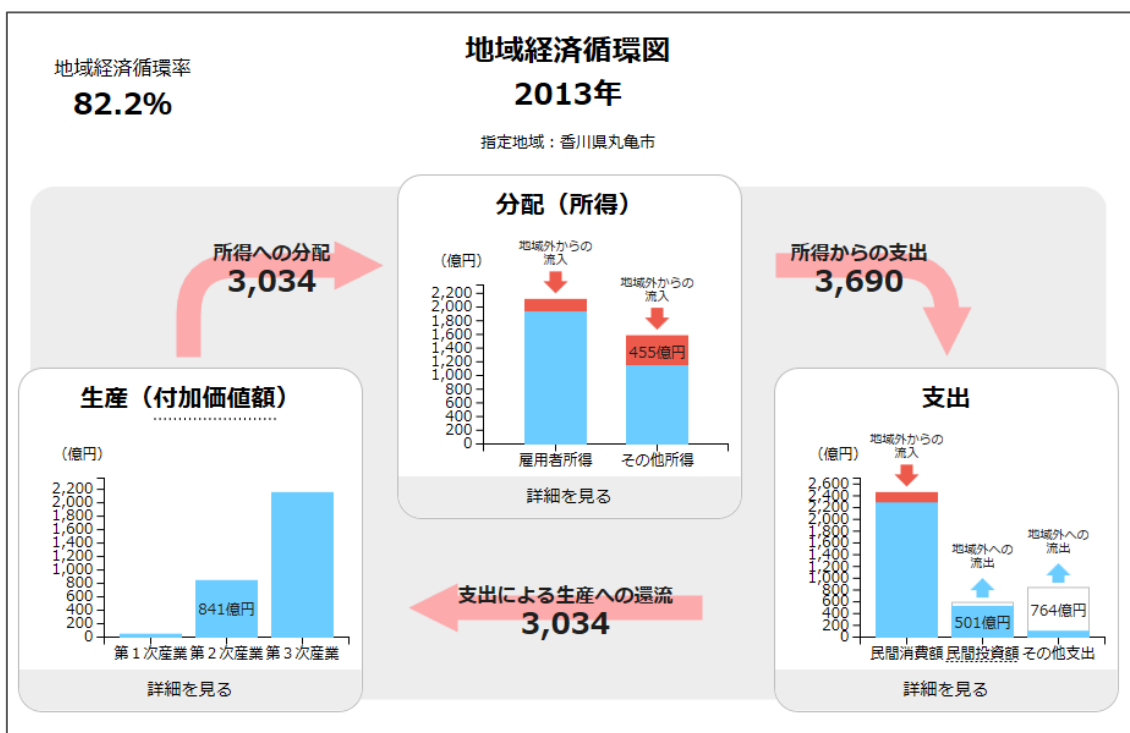 地域経済循環図
2013年
指定地域：香川県丸亀市
地域経済循環率
82.2%
所得への分配
3,034
分配（所得）
（億円）
地域外からの
流入
地域外からの
流入
2,200
2,000
1,800
1,600
1,400
1,200
1,000
800
600
400
200
0
455億円
雇用者所得 その他所得
詳細を見る
所得からの支出
3,690
生産（付加価値額）
（億円）
2,200
2,000
1,800
1,600
1,400
1,200
1,000
800
600
400
200
0
841億円
第１次産業 第２次産業 第３次産業
詳細を見る
支出による生産への還流
3,034
支出
（億円）
地域外からの
流入
地域外への
流出
地域外への
流出
2,600
2,400
2,200
2,000
1,800
1,600
1,400
1,200
1,000
800
600
400
200
0
501億円
764億円
民間消費額 民間投資額 その他支出
詳細を見る